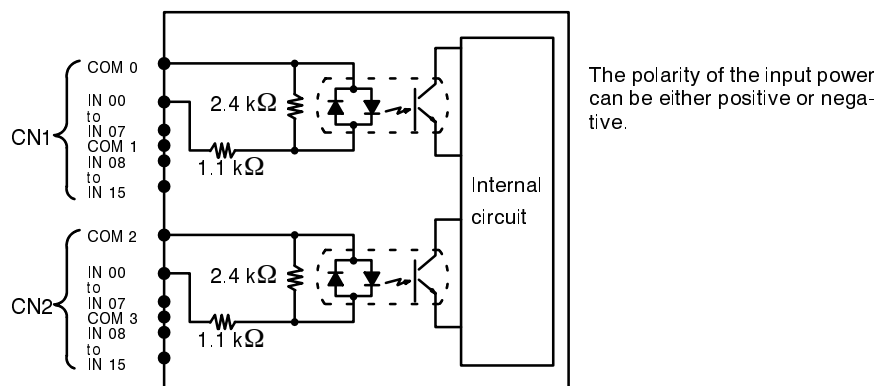 COM 0
IN 00
to
IN 07
COM 1
IN 08
to
IN 15
CN1
2.4 kΩ
1.1 kΩ
COM 2
IN 00
to
IN 07
COM 3
IN 08
to
IN 15
CN2
2.4 kΩ
1.1 kΩ
Internal
circuit
The polarity of the input power
can be either positive or nega-
tive.